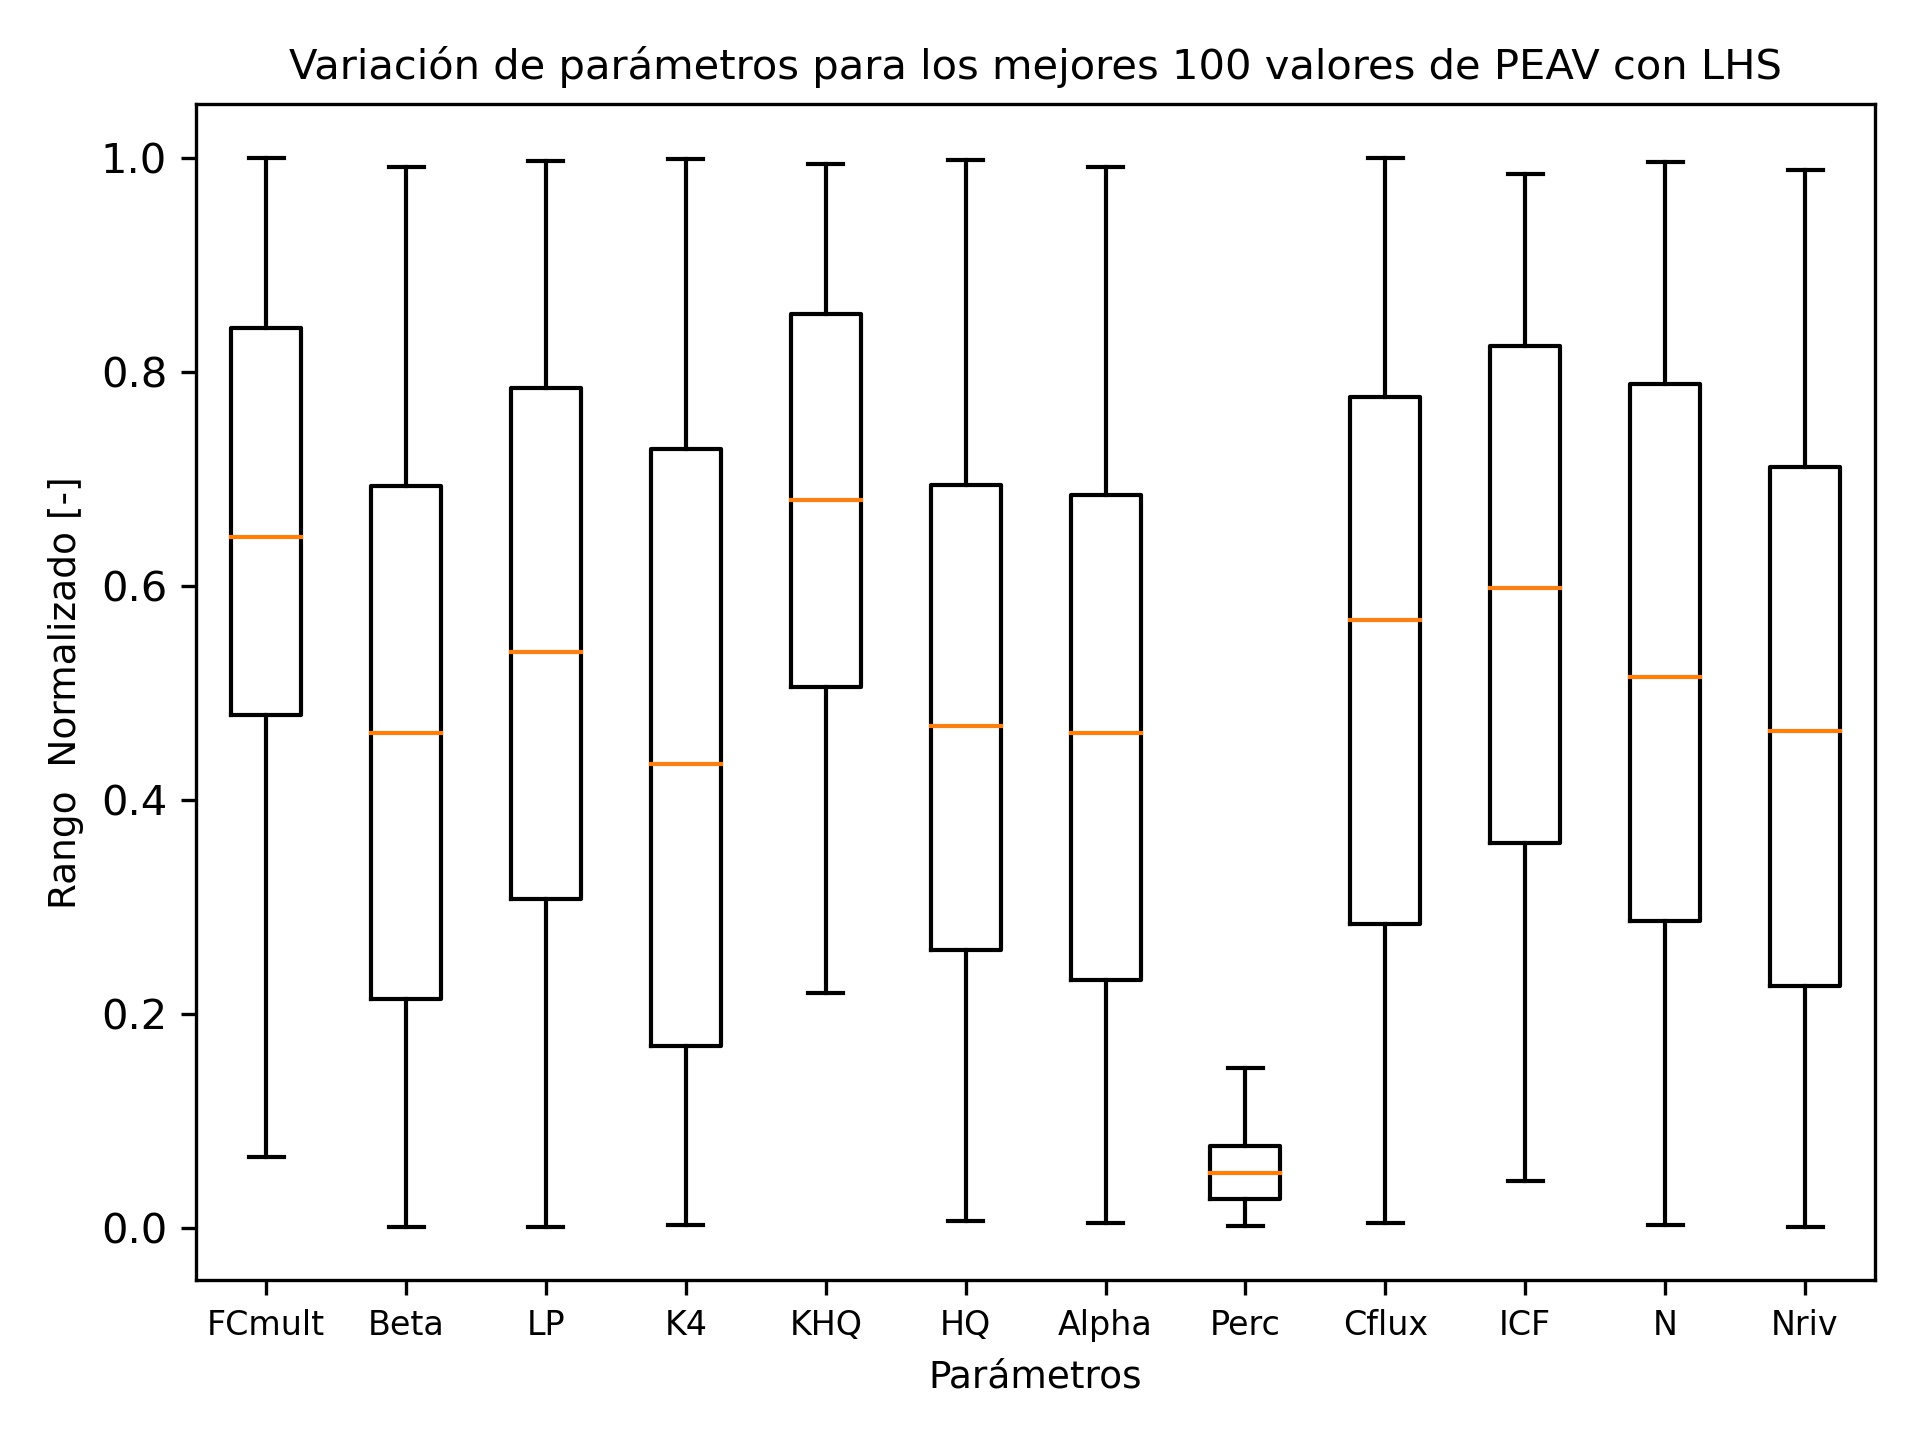 Variación de parámetros para los mejores 100 valores de PEAV con LHS
Rango Normalizado [-]
1.0
0.8
0.6
0.4
0.2
0.0
FCmult Beta LP K4 KHQ HQ Alpha Perc Cflux ICF N Nriv
Parámetros